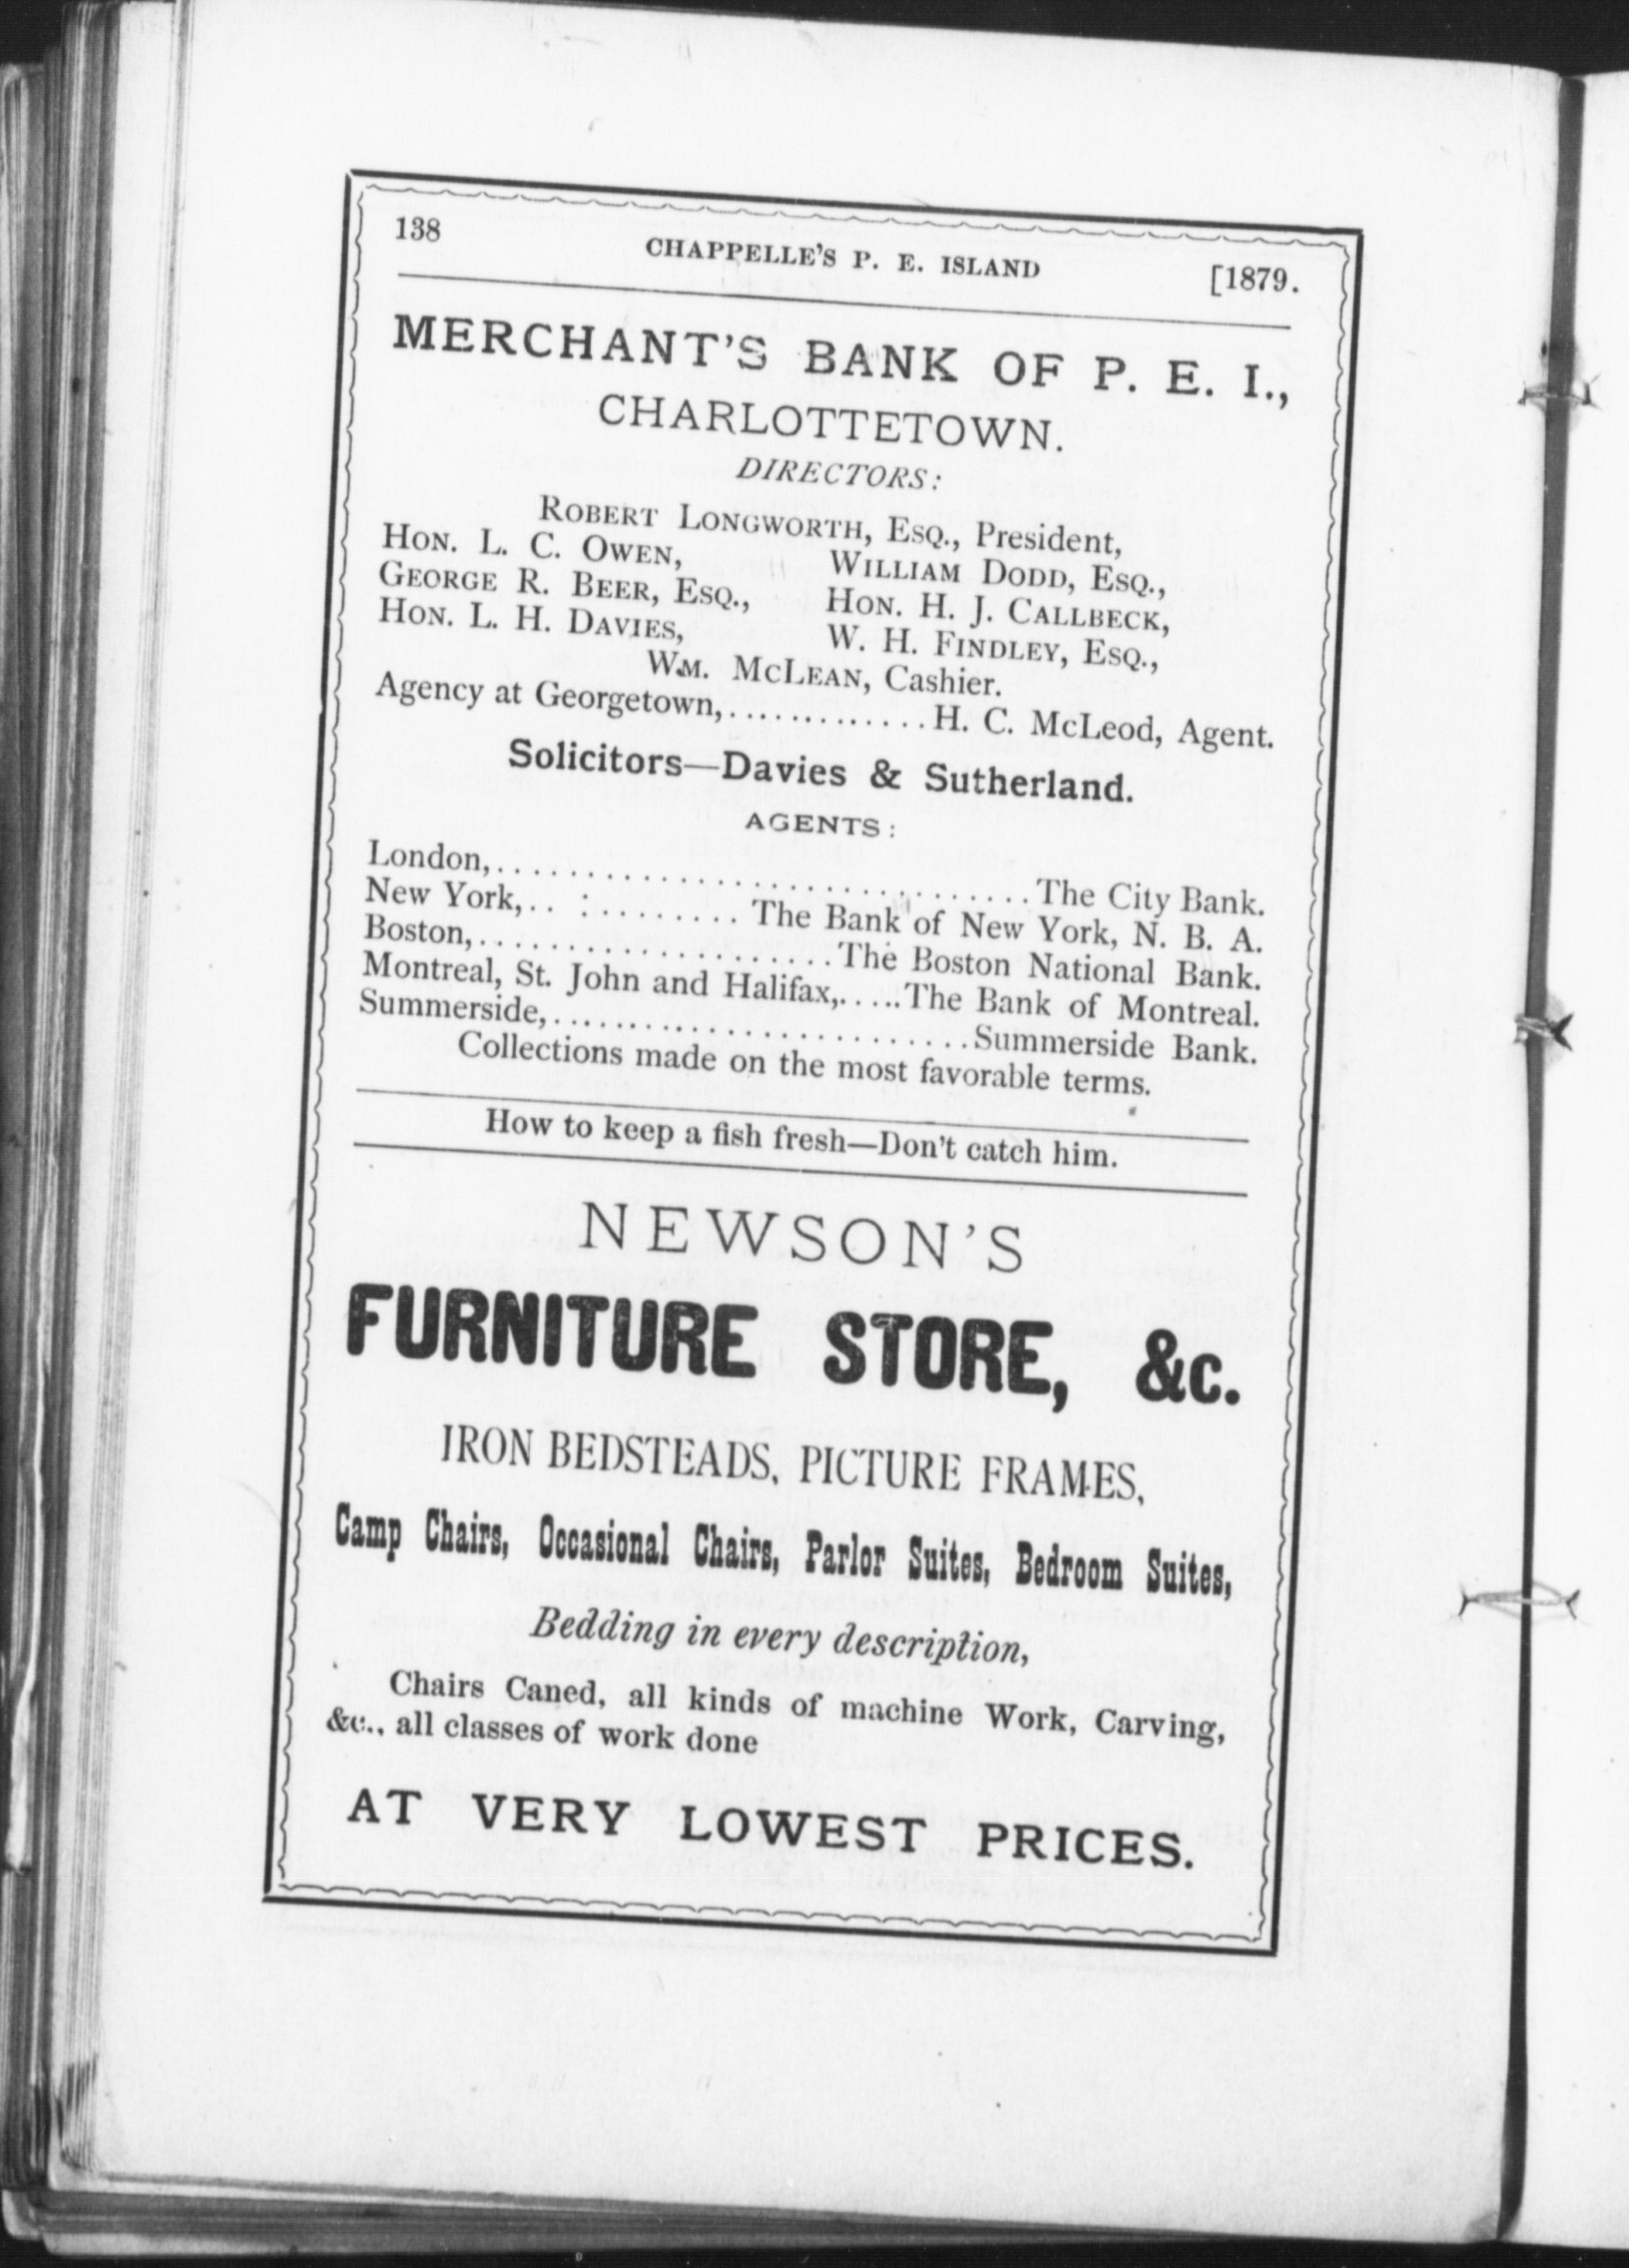 138 CHAPPELLE'S P. E. ISLAND [1879.
MERCHANT'S BANK OF P. E. I.,
CHARLOTTETOWN.
DIRECTORS:
ROBERT LONGWORTH, ESQ., President,
HON. L. C. OWEN, WILLIAM DODD, ESQ.,
GEORGE R. BEER, ESQ., HON. H. J. CALLBECK,
HON. L. H. DAVIES, W. H. FINDLEY, ESQ.,
WM. MCLEAN, Cashier.
Agency at Georgetown,.............H. C. McLeod, Agent.
Solicitors—Davies & Sutherland.
AGENTS:
London,..............................The City Bank.
New York,.. :........ The Bank of New York, N. B. A.
Boston,....................The Boston National Bank.
Montreal, St. John and Halifax,.....The Bank of Montreal.
Summerside,.......................Summerside Bank.
Collections made on the most favorable terms.
How to keep a fish fresh—Don't catch him.
NEWSON'S
FURNITURE STORE, &c.
IRON BEDSTEADS, PICTURE FRAMES,
Camp Chairs, Occasional Chairs, Parlor Suites, Bedroom Suites,
Bedding in every description,
Chairs Caned, all kinds of machine Work, Carving,
&c., all classes of work done
AT VERY LOWEST PRICES.